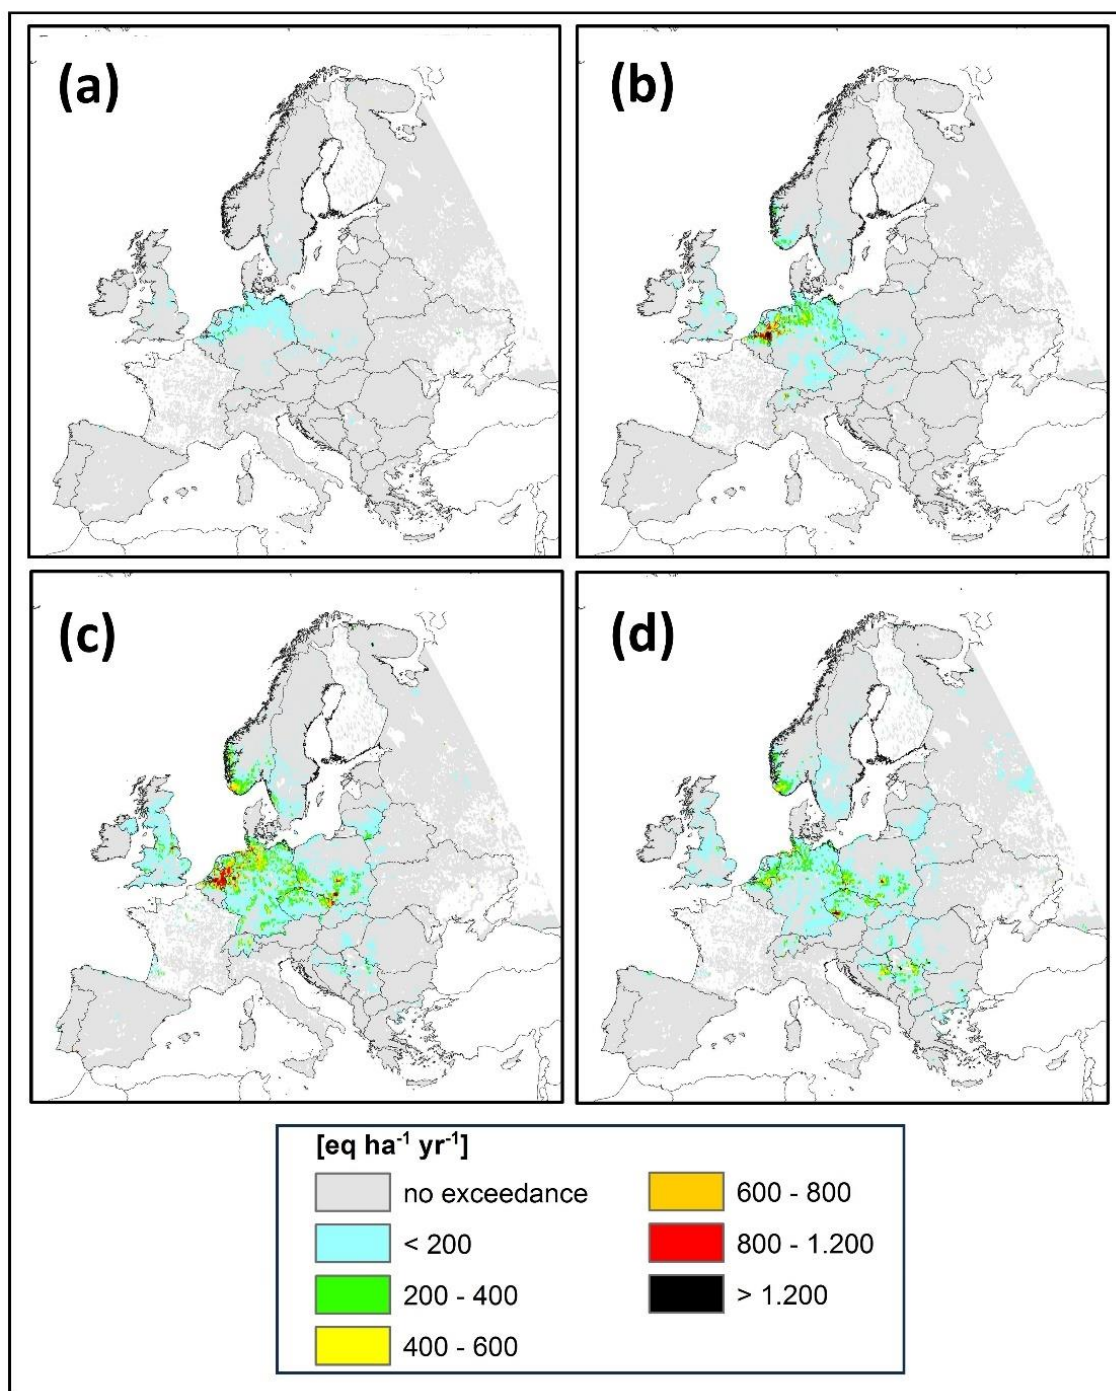 (a)
(b)
(c)
(d)
[eq ha⁻¹ yr⁻¹]
no exceedance
< 200
200 - 400
400 - 600
600 - 800
800 - 1.200
> 1.200